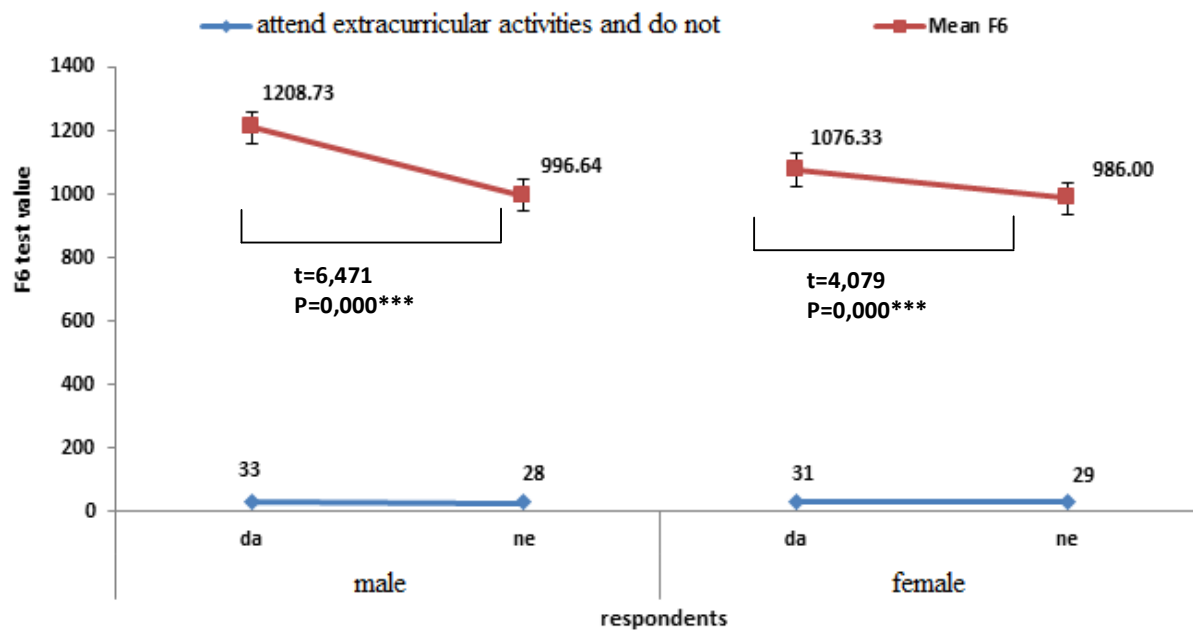 attend extracurricular activities and do not
Mean F6
1400
1200
1000
800
600
400
200
0
F6 test value
1208.73
996.64
1076.33
986.00
t=6,471
P=0,000***
t=4,079
P=0,000***
33
28
31
29
da
ne
da
ne
male
female
respondents